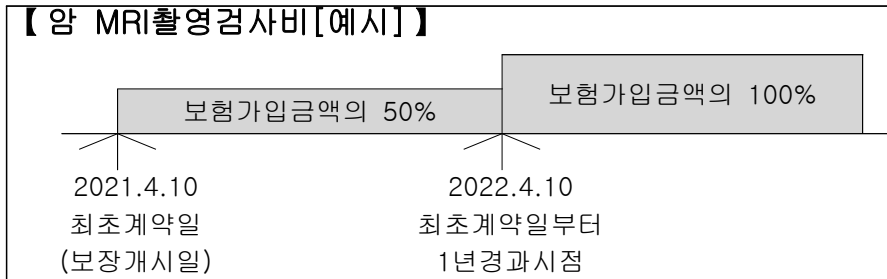 【 암 MRI촬영검사비[예시] 】
보험가입금액의 50%
보험가입금액의 100%
2021.4.10
최초계약일
(보장개시일)
2022.4.10
최초계약일부터
1년경과시점